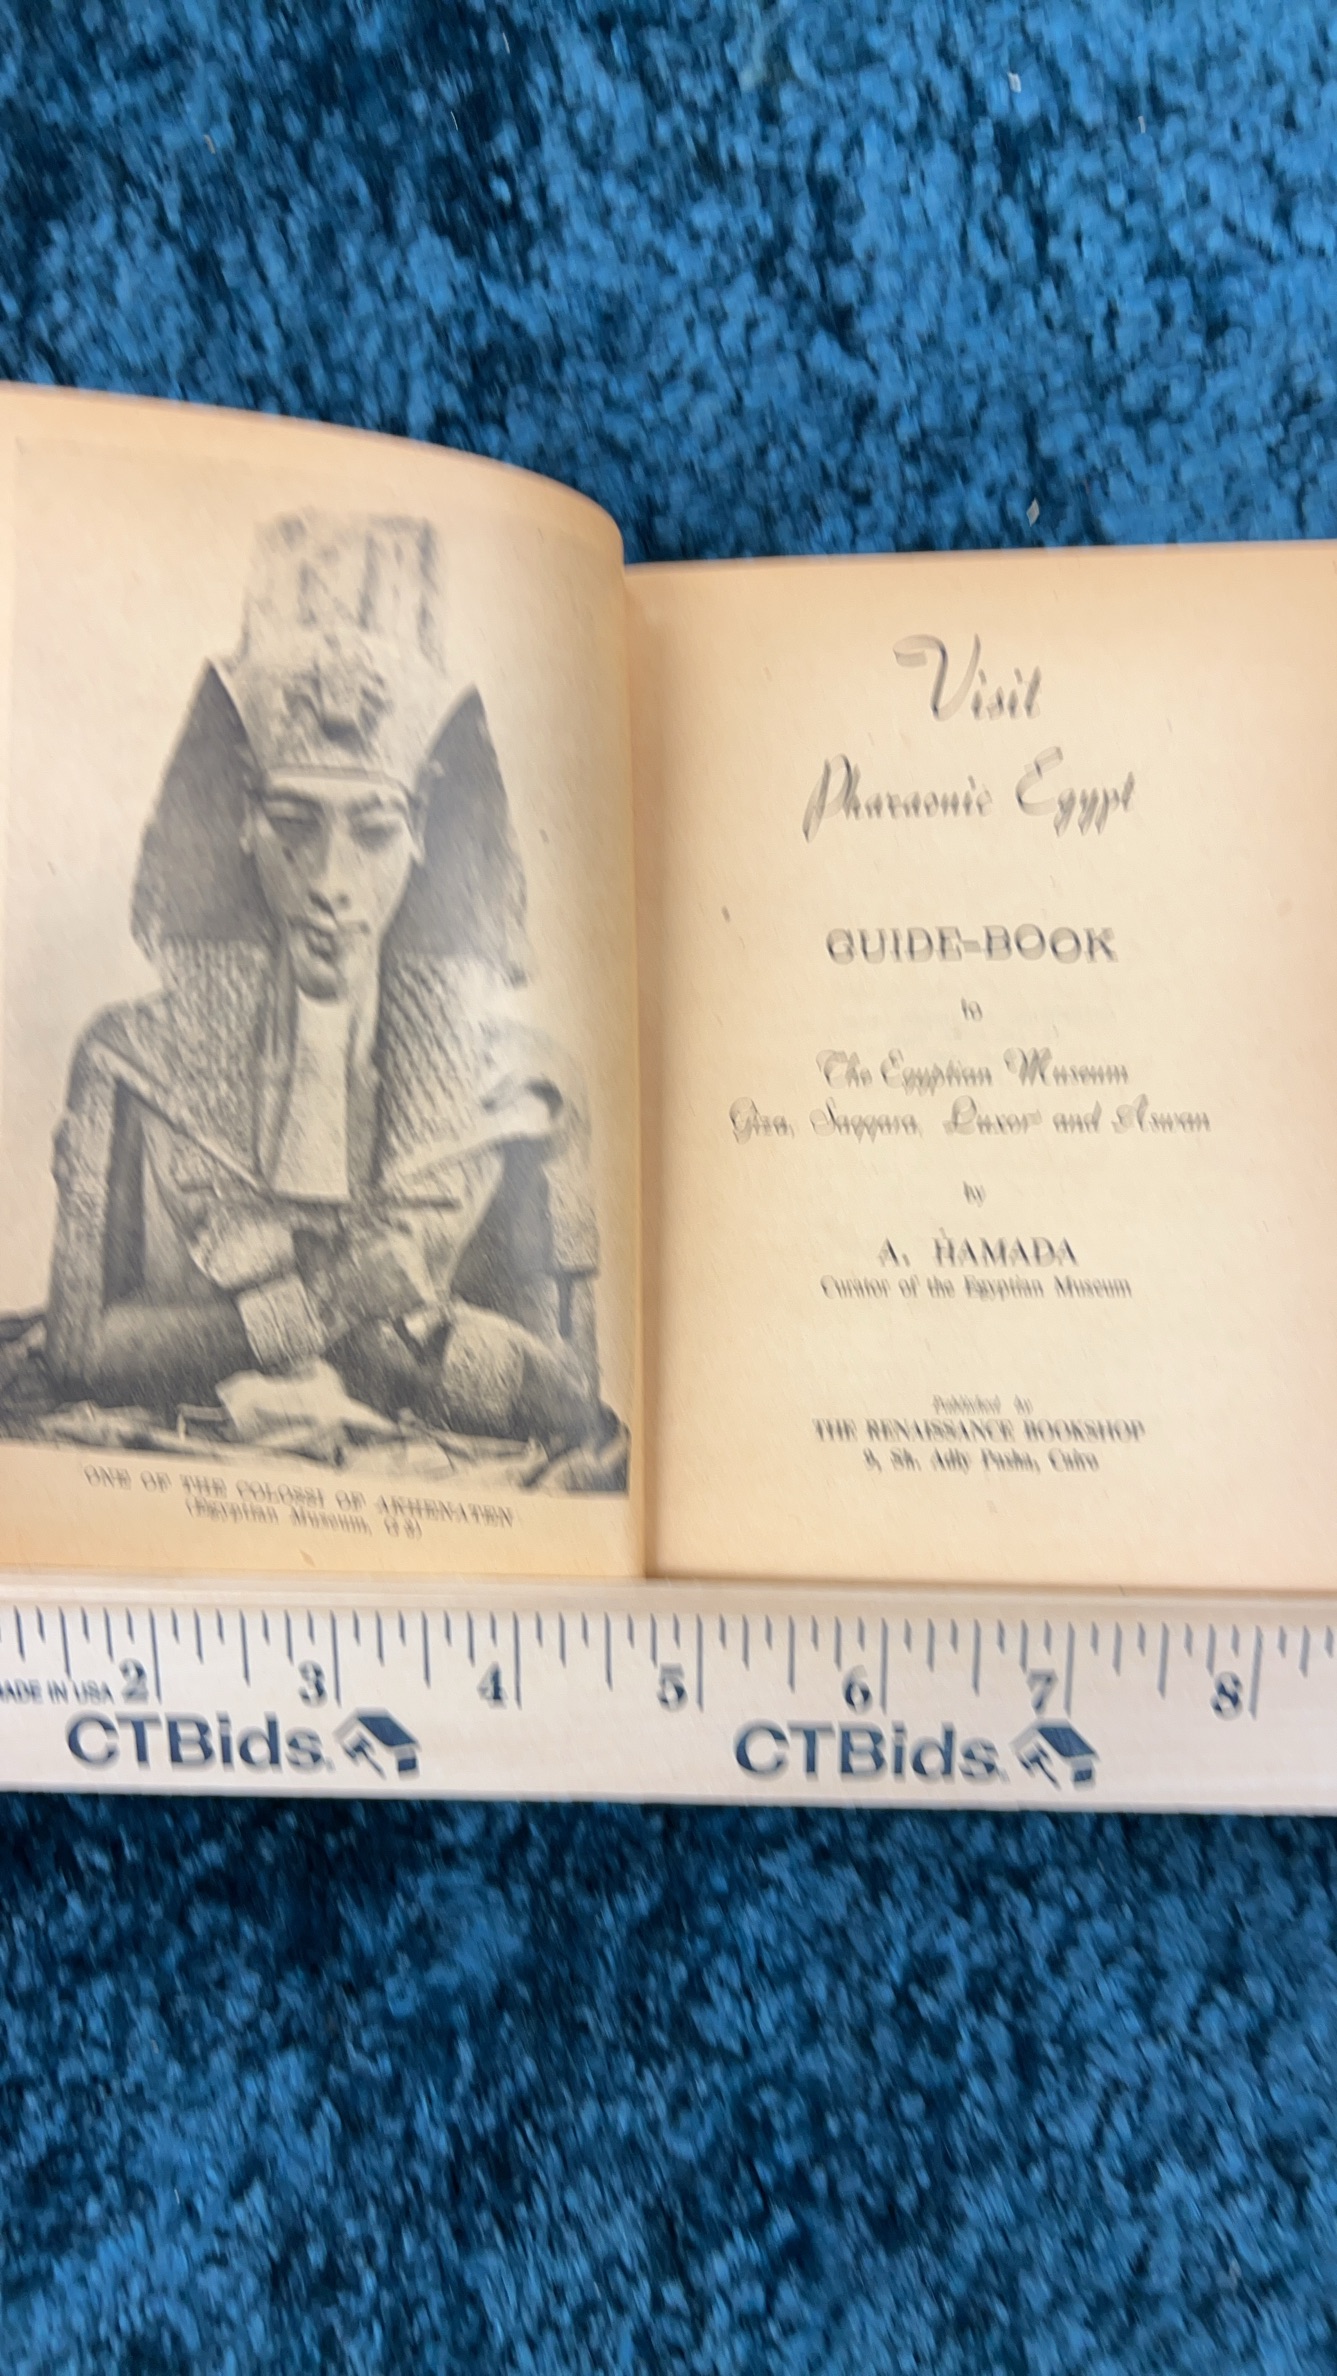 ONE OF THE COLOSSI OF AKHENATEN
(Egyptian Museum, G 3)
Visit
Pharaonic Egypt
GUIDE-BOOK
to
The Egyptian Museum
Giza, Saqqara, Luxor and Aswan
by
A. HAMADA
Curator of the Egyptian Museum
Published by
THE RENAISSANCE BOOKSHOP
8, Sh. Adly Pasha, Cairo
2 3 4 5 6 7 8
MADE IN USA
CTBids. CTBids.